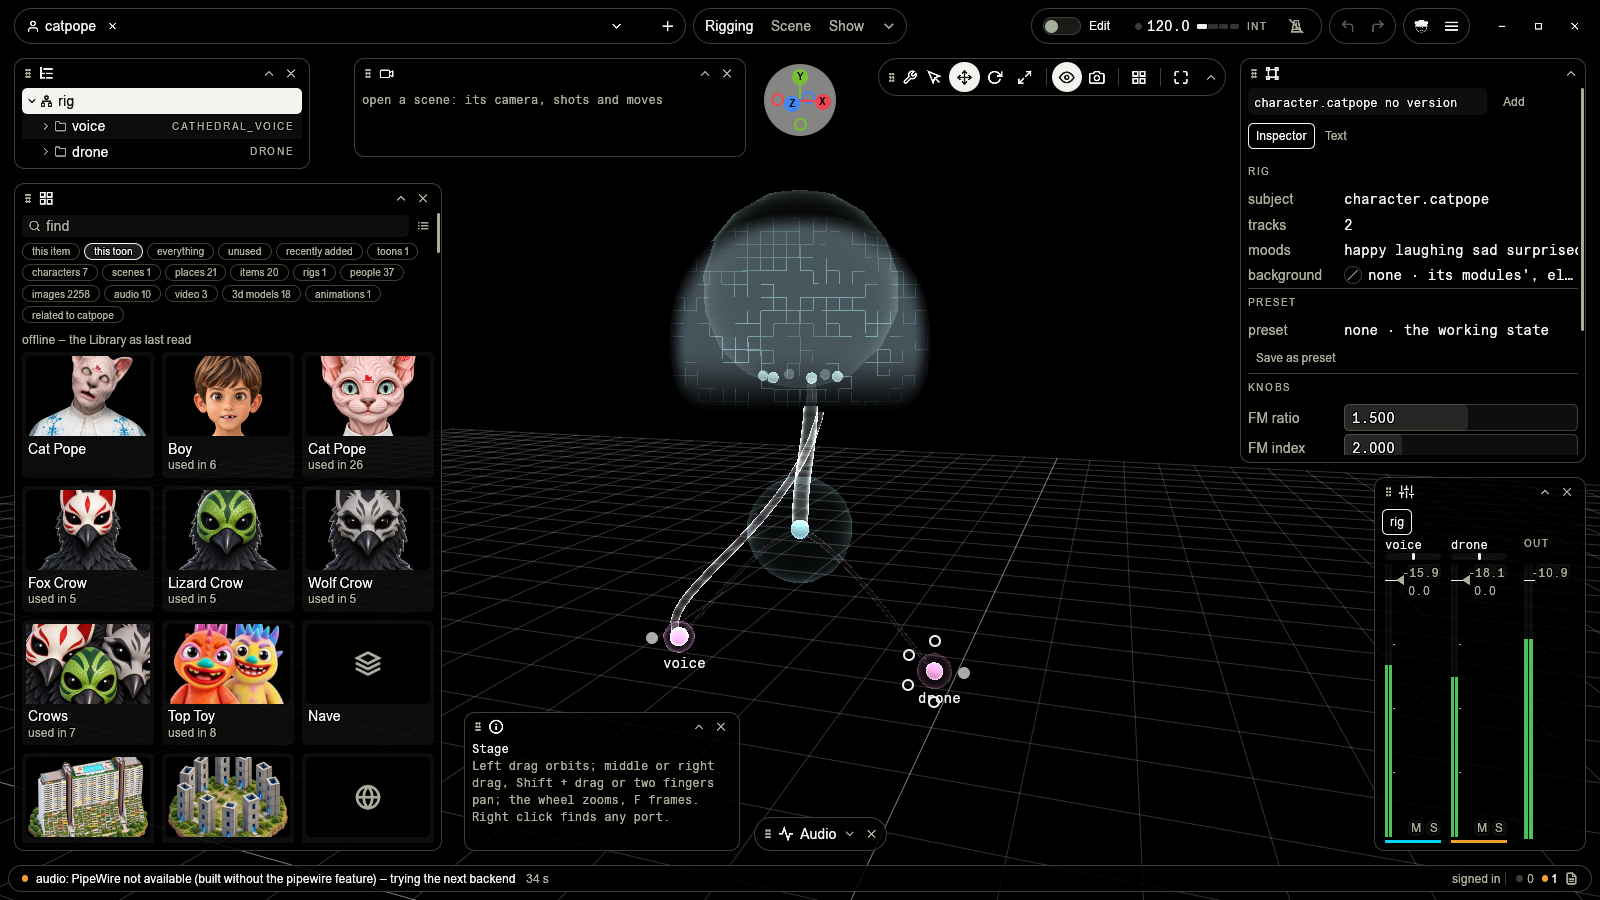 catpope
Rigging Scene Show
Edit 120.0 INT
rig
voice CATHEDRAL_VOICE
drone DRONE
open a scene: its camera, shots and moves
Y
Z X
character.catpope no version Add
Inspector Text
RIG
subject character.catpope
tracks 2
moods happy laughing sad surprised
background none · its modules', el…
PRESET
preset none · the working state
Save as preset
KNOBS
FM ratio 1.500
FM index 2.000
find
this item this toon everything unused recently added toons 1
characters 7 scenes 1 places 21 items 20 rigs 1 people 37
images 2258 audio 10 video 3 3d models 18 animations 1
related to catpope
offline – the Library as last read
Cat Pope
Boy
used in 6
Cat Pope
used in 26
Fox Crow
used in 5
Lizard Crow
used in 5
Wolf Crow
used in 5
Crows
used in 7
Top Toy
used in 8
Nave
voice
drone
Stage
Left drag orbits; middle or right
drag, Shift + drag or two fingers
pan; the wheel zooms, F frames.
Right click finds any port.
Audio
rig
voice drone OUT
-15.9 -18.1 -10.9
0.0 0.0
M S M S
audio: PipeWire not available (built without the pipewire feature) – trying the next backend 34 s
signed in 0 1